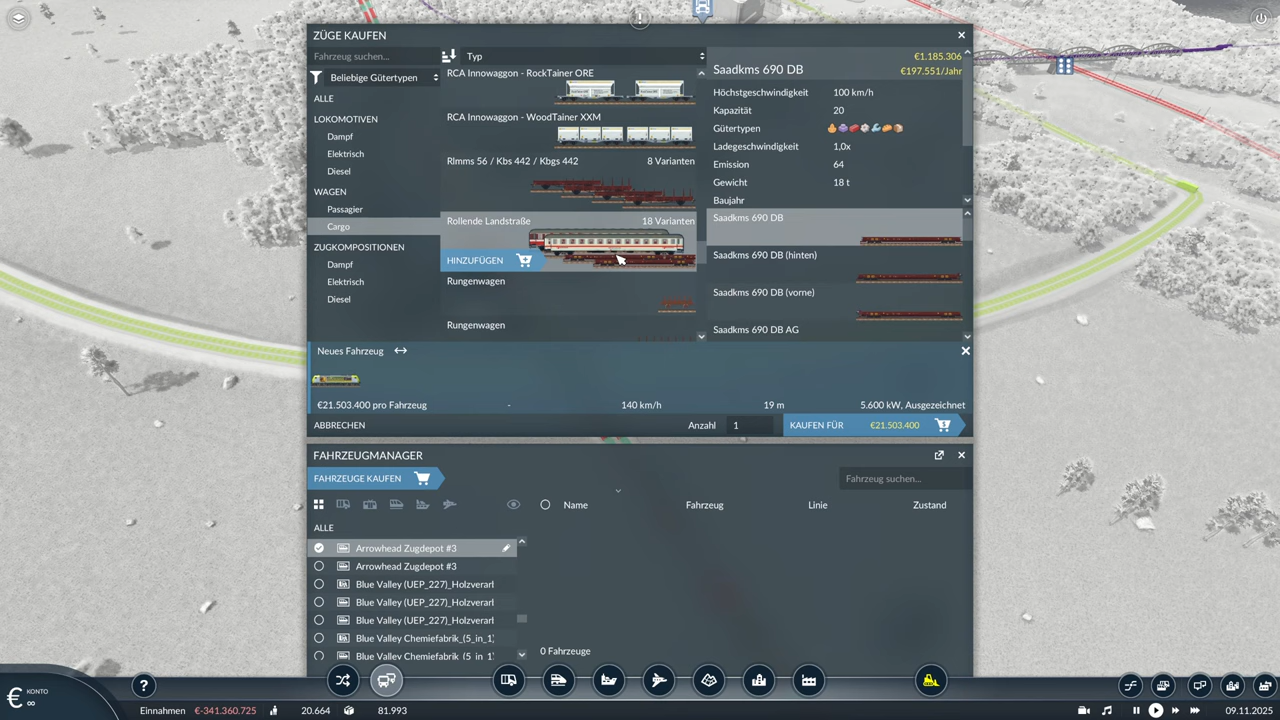 ZÜGE KAUFEN
Fahrzeug suchen...
Typ
Beliebige Gütertypen
ALLE
LOKOMOTIVEN
Dampf
Elektrisch
Diesel
WAGEN
Passagier
Cargo
ZUGKOMPOSITIONEN
Dampf
Elektrisch
Diesel
RCA Innowaggon - RockTainer ORE
RCA Innowaggon - WoodTainer XXM
Rlmms 56 / Kbs 442 / Kbgs 442 8 Varianten
Rollende Landstraße 18 Varianten
HINZUFÜGEN
Rungenwagen
Rungenwagen
€1.185.306
Saadkms 690 DB €197.551/Jahr
Höchstgeschwindigkeit 100 km/h
Kapazität 20
Gütertypen
Ladegeschwindigkeit 1,0x
Emission 64
Gewicht 18 t
Baujahr
Saadkms 690 DB
Saadkms 690 DB (hinten)
Saadkms 690 DB (vorne)
Saadkms 690 DB AG
Neues Fahrzeug
€21.503.400 pro Fahrzeug - 140 km/h 19 m 5.600 kW, Ausgezeichnet
ABBRECHEN Anzahl 1 KAUFEN FÜR €21.503.400
FAHRZEUGMANAGER
FAHRZEUGE KAUFEN Fahrzeug suchen...
Name Fahrzeug Linie Zustand
ALLE
Arrowhead Zugdepot #3
Arrowhead Zugdepot #3
Blue Valley (UEP_227)_Holzverarl
Blue Valley (UEP_227)_Holzverarl
Blue Valley (UEP_227)_Holzverarl
Blue Valley Chemiefabrik_(5_in_1)
Blue Valley Chemiefabrik (5 in 1)
0 Fahrzeuge
€ KONTO
∞
?
Einnahmen €-341.360.725 20.664 81.993 09.11.2025